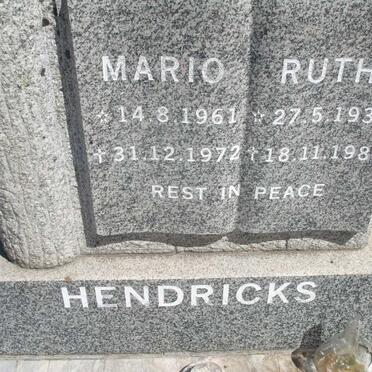 MARIO RUTH
☆ 14.8.1961 ☆ 27.5.193
✝ 31.12.1972 ✝ 18.11.198
REST IN PEACE
HENDRICKS